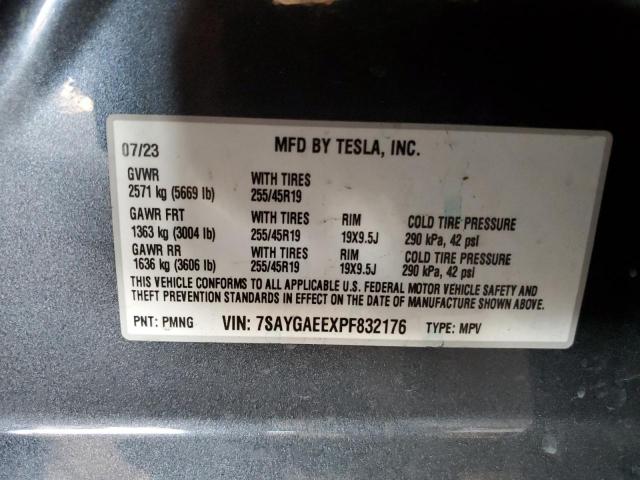 07/23 MFD BY TESLA, INC.
GVWR WITH TIRES
2571 kg (5669 lb) 255/45R19
GAWR FRT WITH TIRES RIM COLD TIRE PRESSURE
1363 kg (3004 lb) 255/45R19 19X9.5J 290 kPa, 42 psi
GAWR RR WITH TIRES RIM COLD TIRE PRESSURE
1636 kg (3606 lb) 255/45R19 19X9.5J 290 kPa, 42 psi
THIS VEHICLE CONFORMS TO ALL APPLICABLE U.S. FEDERAL MOTOR VEHICLE SAFETY AND
THEFT PREVENTION STANDARDS IN EFFECT ON THE DATE OF MANUFACTURE SHOWN ABOVE.
PNT: PMNG VIN: 7SAYGAEEXPF832176 TYPE: MPV